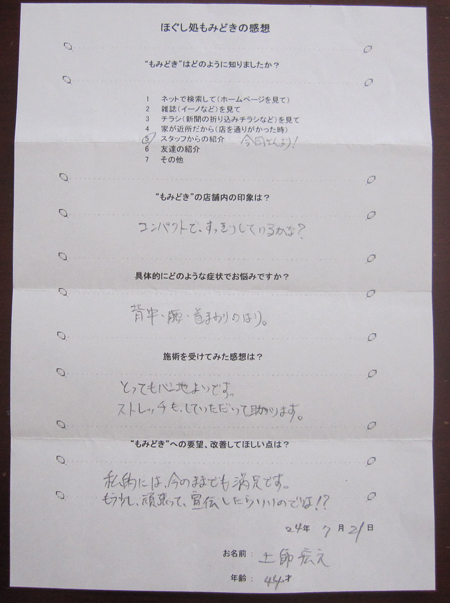 ほぐし処もみどきの感想
"もみどき"はどのように知りましたか？
1 ネットで検索して(ホームページを見て)
2 雑誌(イーノなど)を見て
3 チラシ(新聞の折り込みチラシなど)を見て
4 家が近所だから(店を通りがかった時)
5 スタッフからの紹介
6 友達の紹介
7 その他
"もみどき"の店舗内の印象は？
コンパクトで、すっきりしているかな？
具体的にどのような症状でお悩みですか？
背中・腕・首まわりのはり。
施術を受けてみた感想は？
とっても心地よいです。
ストレッチも、していただいて助かります。
"もみどき"への要望、改善してほしい点は？
私的には、今のままでも満足です。
もう少し、頑張って、宣伝したらいいのでは!?
24年 7月21日
お名前： 土師 宏之
年齢： 44才